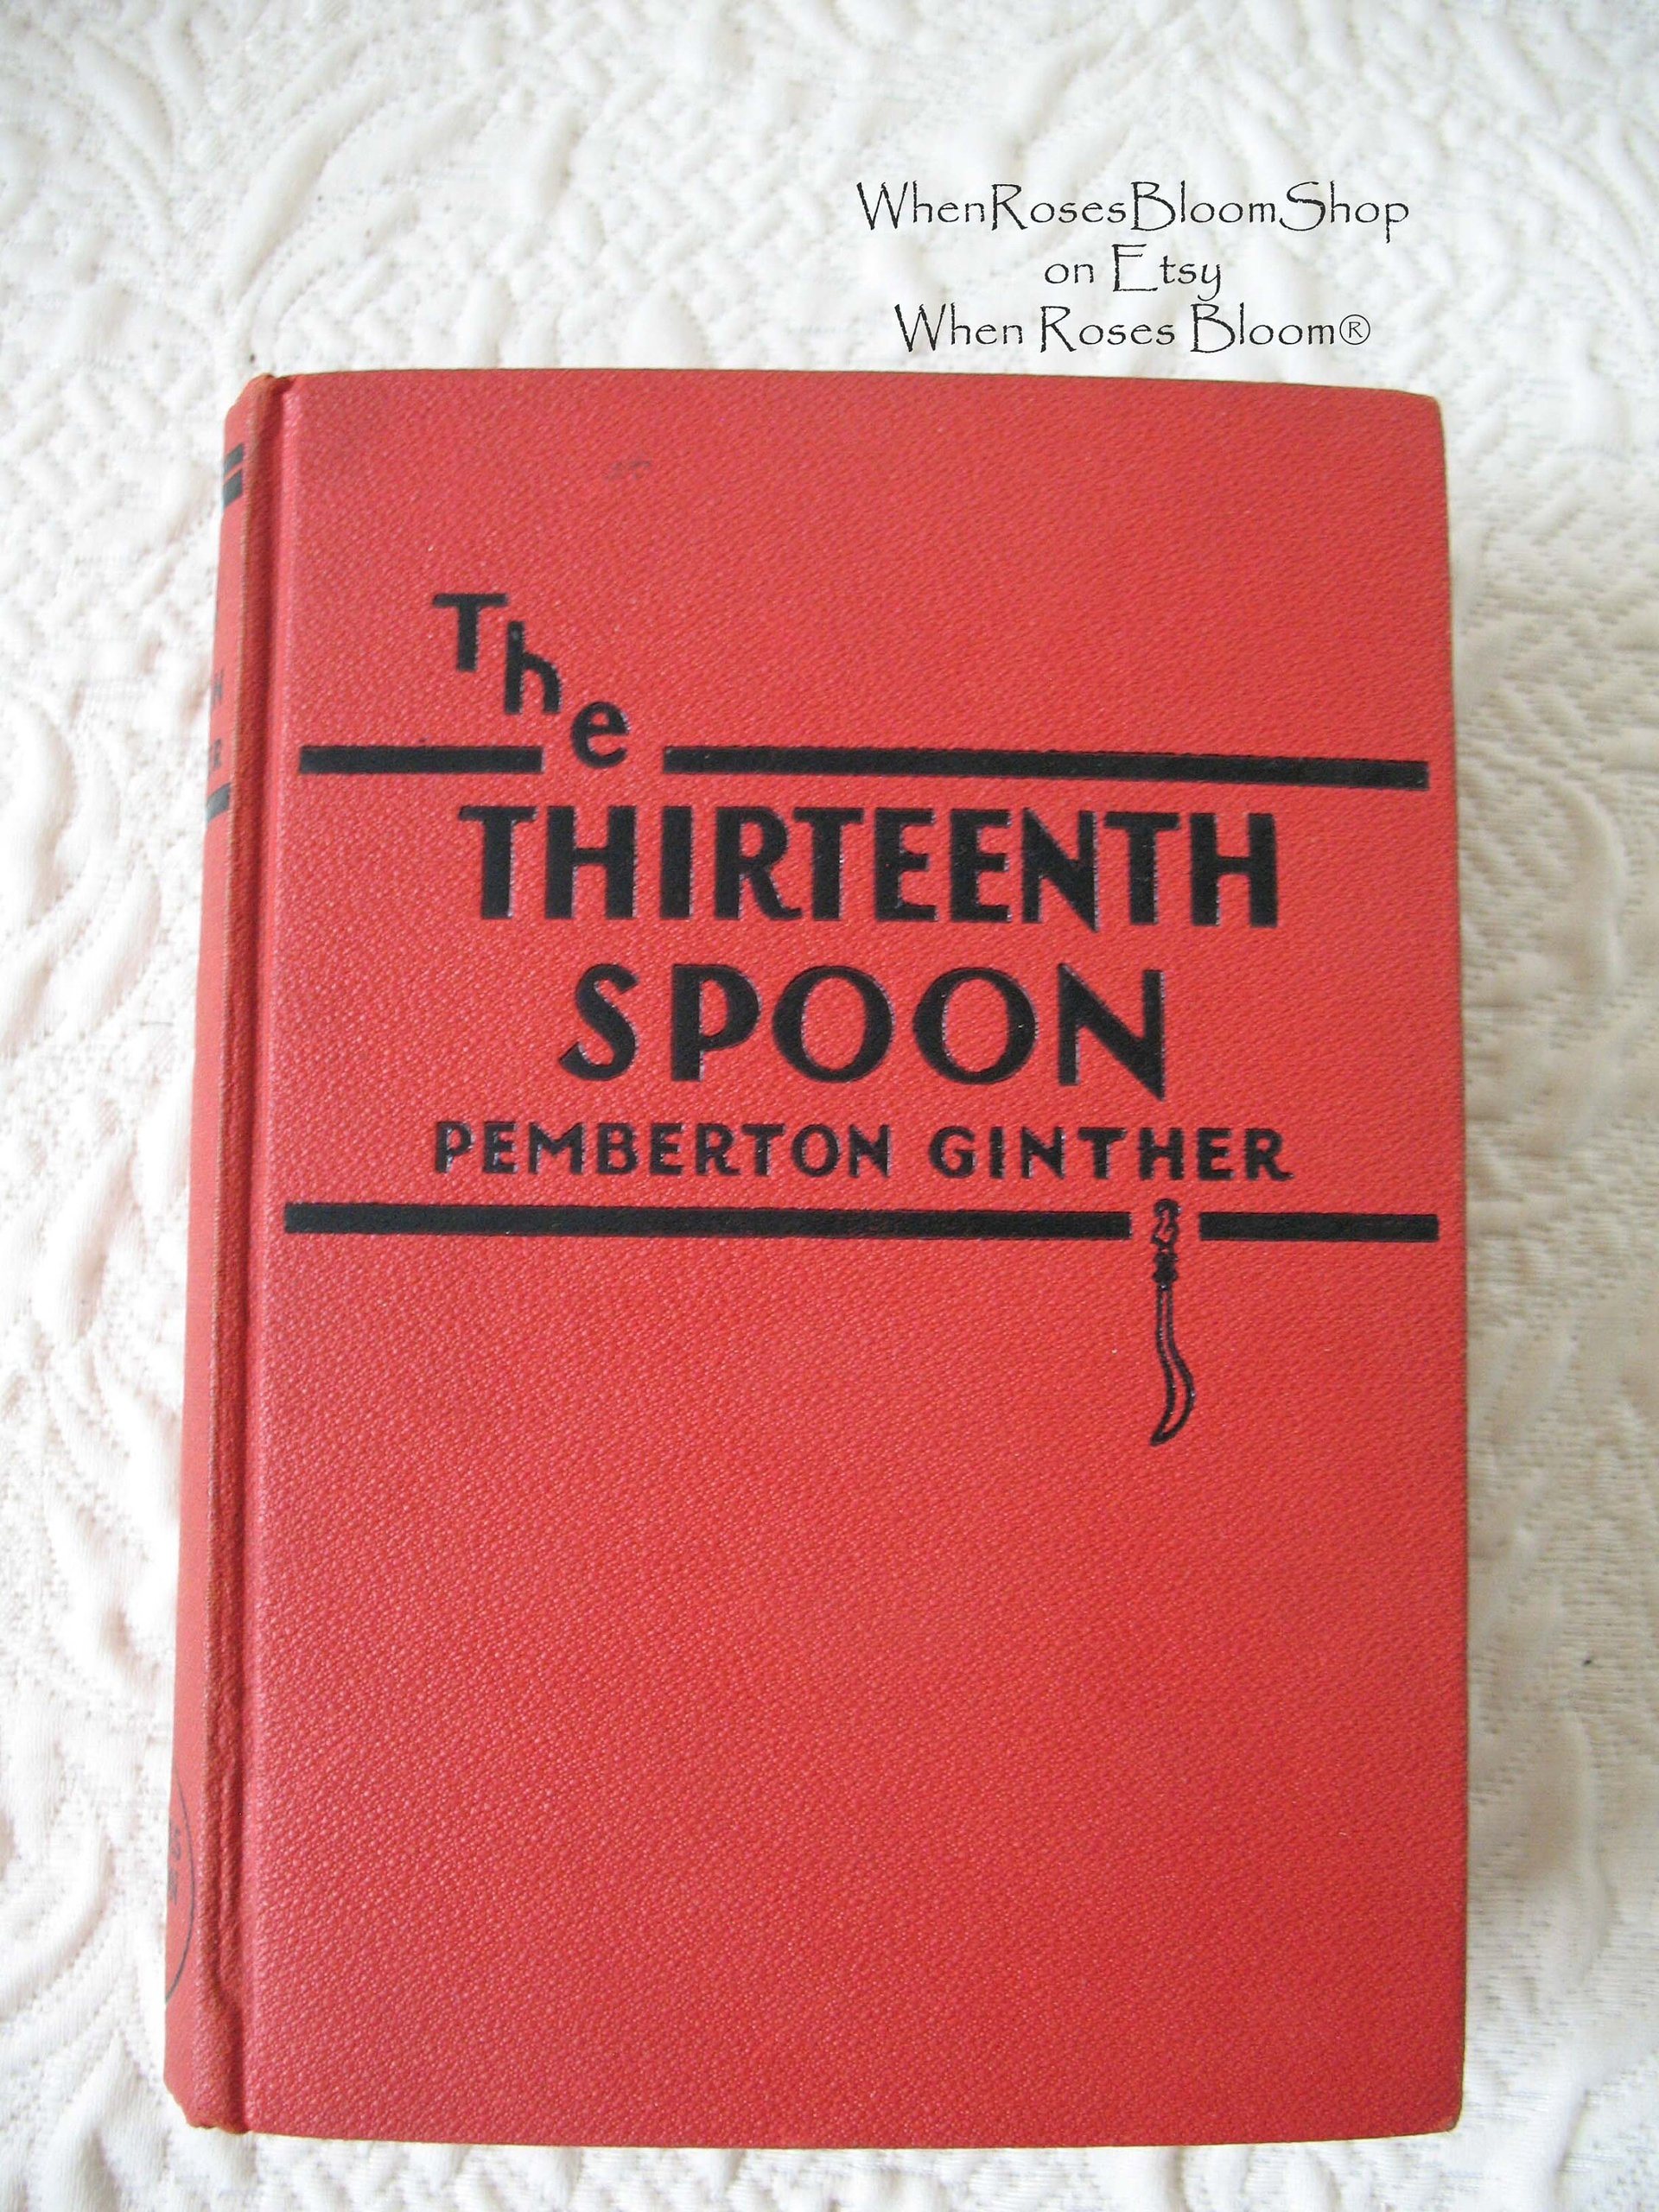 WhenRosesBloomShop
on Etsy
When Roses Bloom®
The
THIRTEENTH
SPOON
PEMBERTON GINTHER